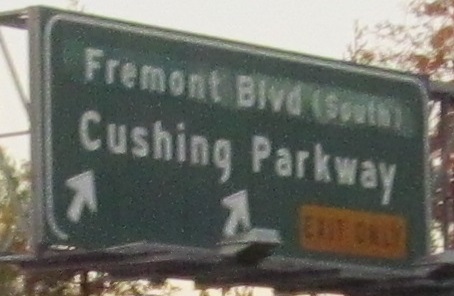 Fremont Blvd (South)
Cushing Parkway
EXIT ONLY